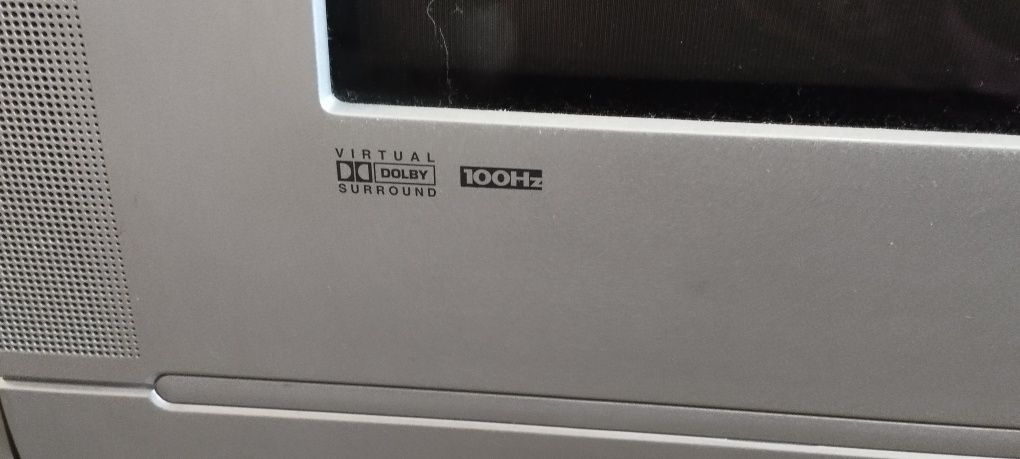 VIRTUAL
DOLBY
SURROUND
100Hz